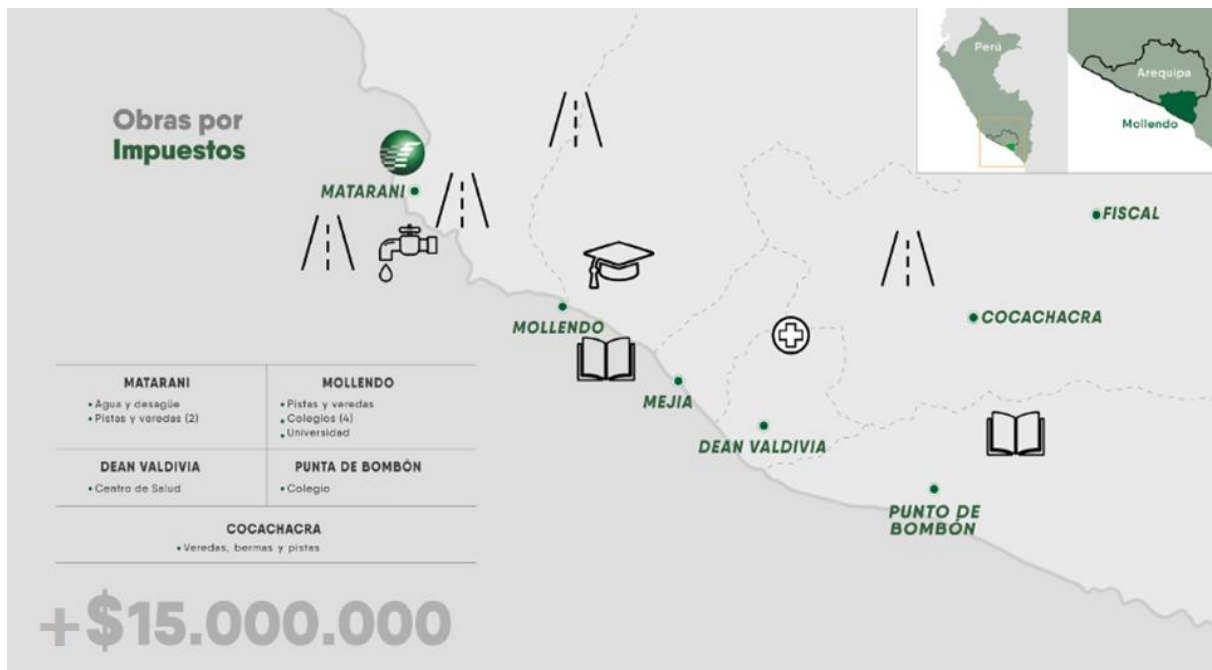 Obras por
Impuestos
Perú
Arequipa
Mollendo
MATARANI
FISCAL
COCACHACRA
MOLLENDO
MEJIA
DEAN VALDIVIA
PUNTO DE
BOMBÓN
MATARANI
• Agua y desagüe
• Pistas y veredas (2)
MOLLENDO
• Pistas y veredas
• Colegios (4)
• Universidad
DEAN VALDIVIA
• Centro de Salud
PUNTA DE BOMBÓN
• Colegio
COCACHACRA
• Veredas, bermas y pistas
+$15.000.000